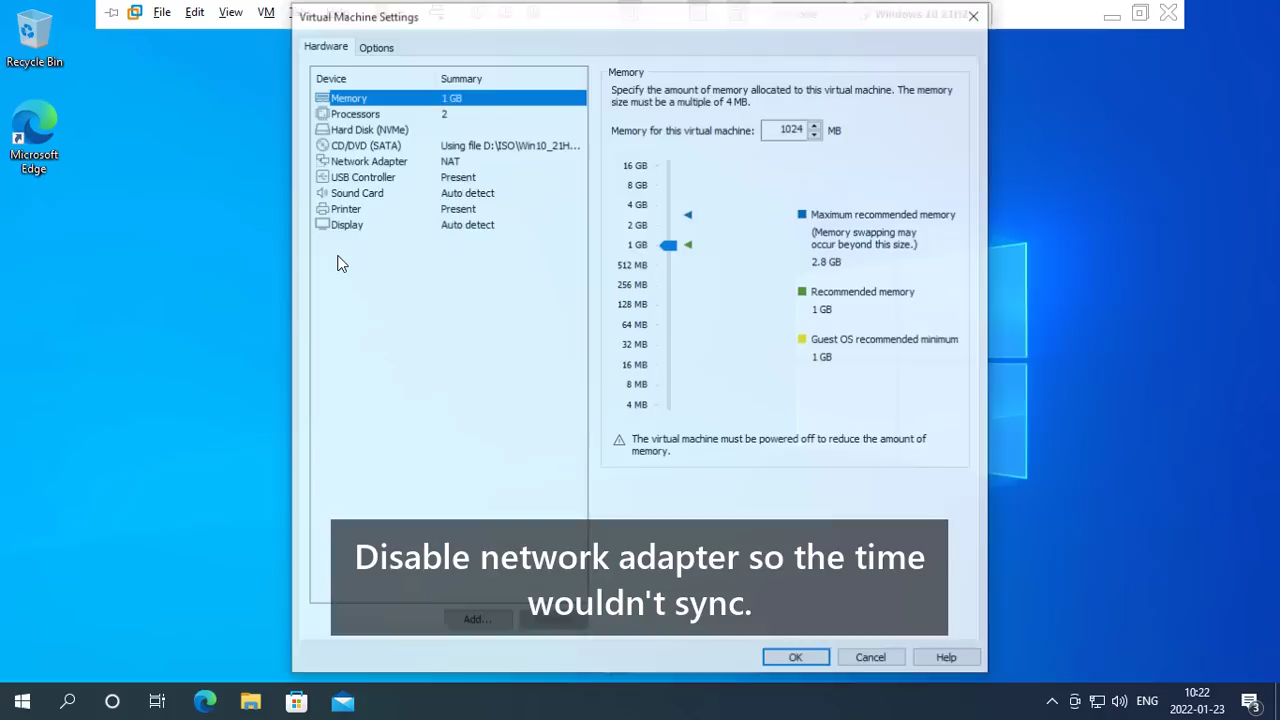 File Edit View VM
Windows 10 21H2
Virtual Machine Settings
Hardware Options
Device Summary
Memory 1 GB
Processors 2
Hard Disk (NVMe)
CD/DVD (SATA) Using file D:\ISO\Win10_21H...
Network Adapter NAT
USB Controller Present
Sound Card Auto detect
Printer Present
Display Auto detect
Add...
Memory
Specify the amount of memory allocated to this virtual machine. The memory
size must be a multiple of 4 MB.
Memory for this virtual machine: 1024 MB
16 GB
8 GB
4 GB
2 GB
1 GB
512 MB
256 MB
128 MB
64 MB
32 MB
16 MB
8 MB
4 MB
Maximum recommended memory
(Memory swapping may
occur beyond this size.)
2.8 GB
Recommended memory
1 GB
Guest OS recommended minimum
1 GB
The virtual machine must be powered off to reduce the amount of
memory.
Disable network adapter so the time
wouldn't sync.
OK Cancel Help
Recycle Bin
Microsoft
Edge
ENG
10:22
2022-01-23
3